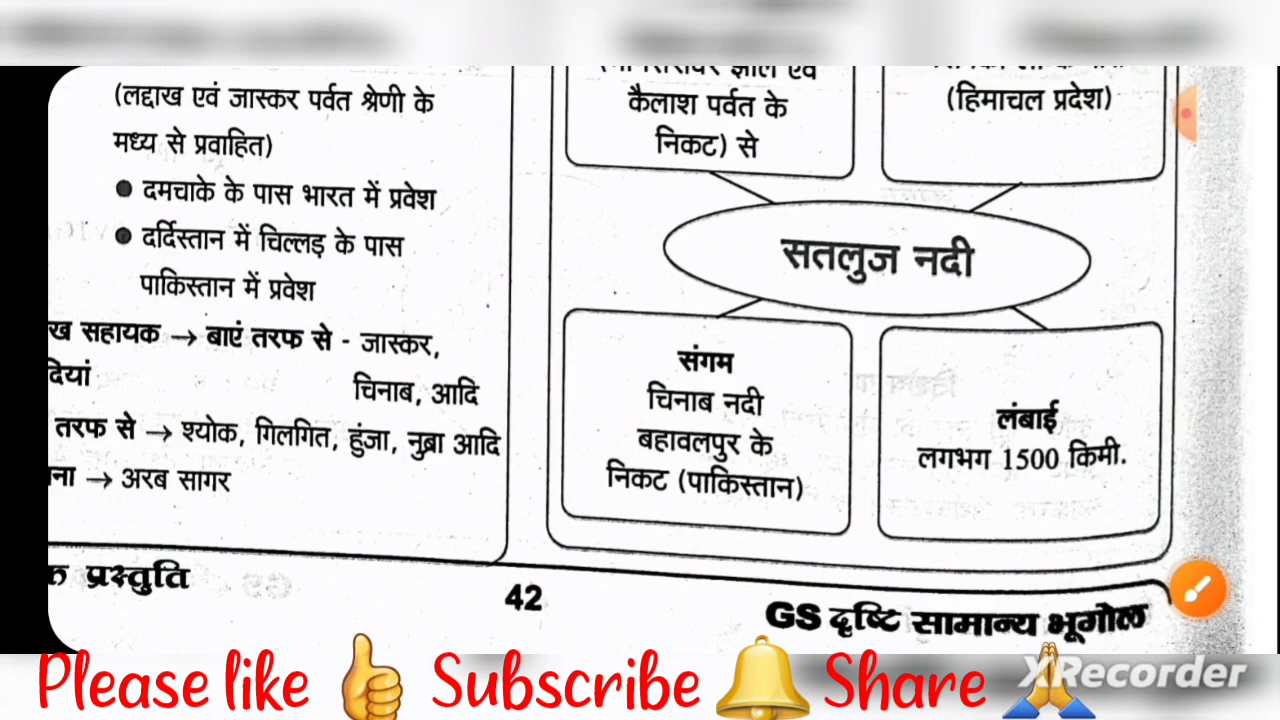 (लद्दाख एवं जास्कर पर्वत श्रेणी के
मध्य से प्रवाहित)
● दमचाके के पास भारत में प्रवेश
● दर्दिस्तान में चिल्लड़ के पास
पाकिस्तान में प्रवेश
सहायक → बाएं तरफ से - जास्कर,
चिनाब, आदि
तरफ से → श्योक, गिलगित, हुंजा, नुब्रा आदि
→ अरब सागर
झील एवं
कैलाश पर्वत के
निकट) से
(हिमाचल प्रदेश)
सतलुज नदी
संगम
चिनाब नदी
बहावलपुर के
निकट (पाकिस्तान)
लंबाई
लगभग 1500 किमी.
प्रस्तुति
42
GS दृष्टि सामान्य भूगोल
Please like 👍 Subscribe 🔔 Share 🙏
XRecorder